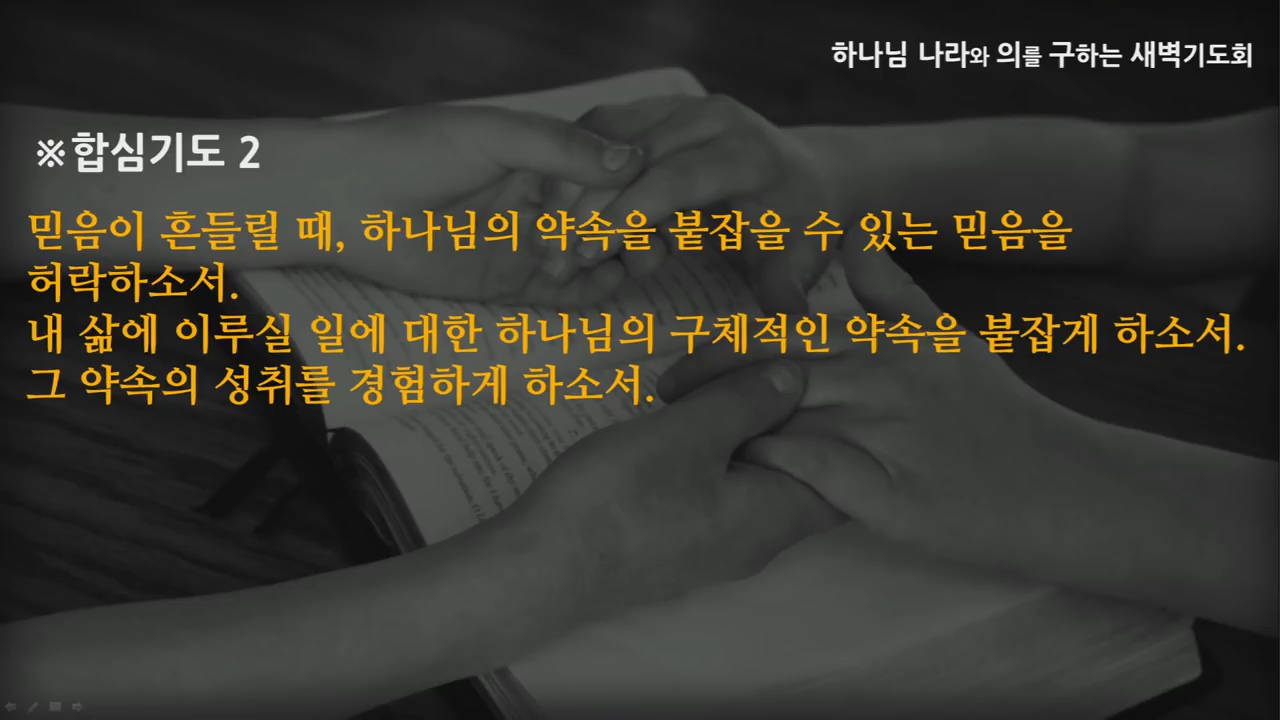 하나님 나라와 의를 구하는 새벽기도회
※합심기도 2
믿음이 흔들릴 때, 하나님의 약속을 붙잡을 수 있는 믿음을
허락하소서.
내 삶에 이루실 일에 대한 하나님의 구체적인 약속을 붙잡게 하소서.
그 약속의 성취를 경험하게 하소서.